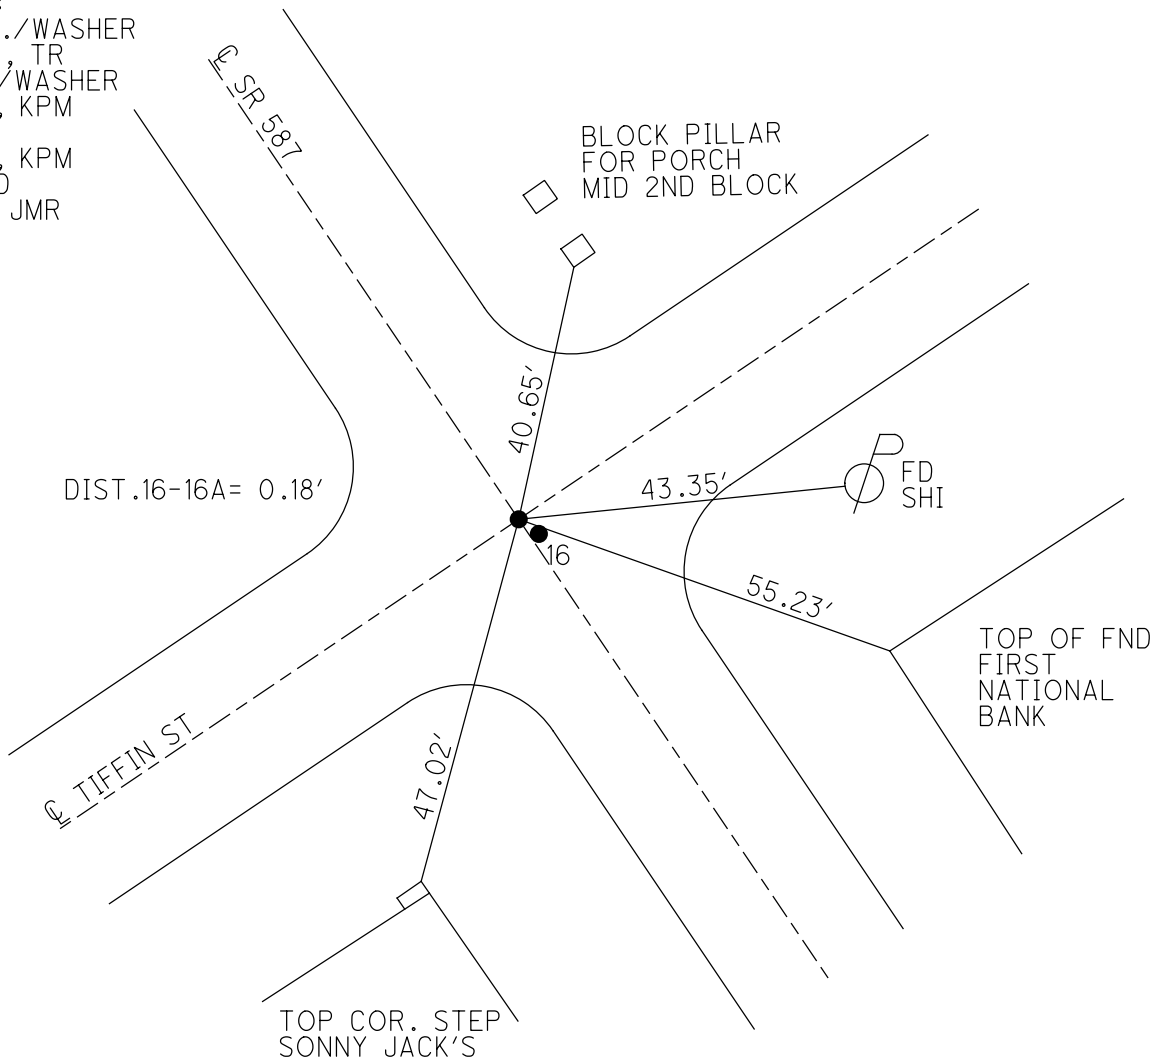 ./WASHER
, TR
/WASHER
, KPM
, KPM
D
JMR
℄ SR 587
BLOCK PILLAR
FOR PORCH
MID 2ND BLOCK
40.65'
DIST.16-16A= 0.18'
43.35'
FD
SHI
16
55.23'
TOP OF FND
FIRST
NATIONAL
BANK
℄ TIFFIN ST
47.02'
TOP COR. STEP
SONNY JACK'S